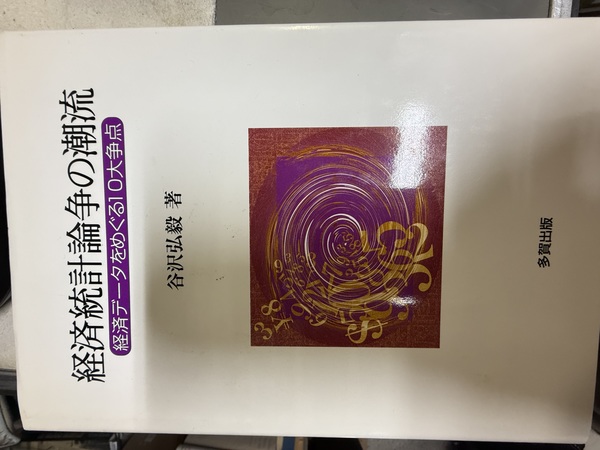 経済統計論争の潮流
経済データをめぐる10大争点
谷沢弘毅 著
多賀出版